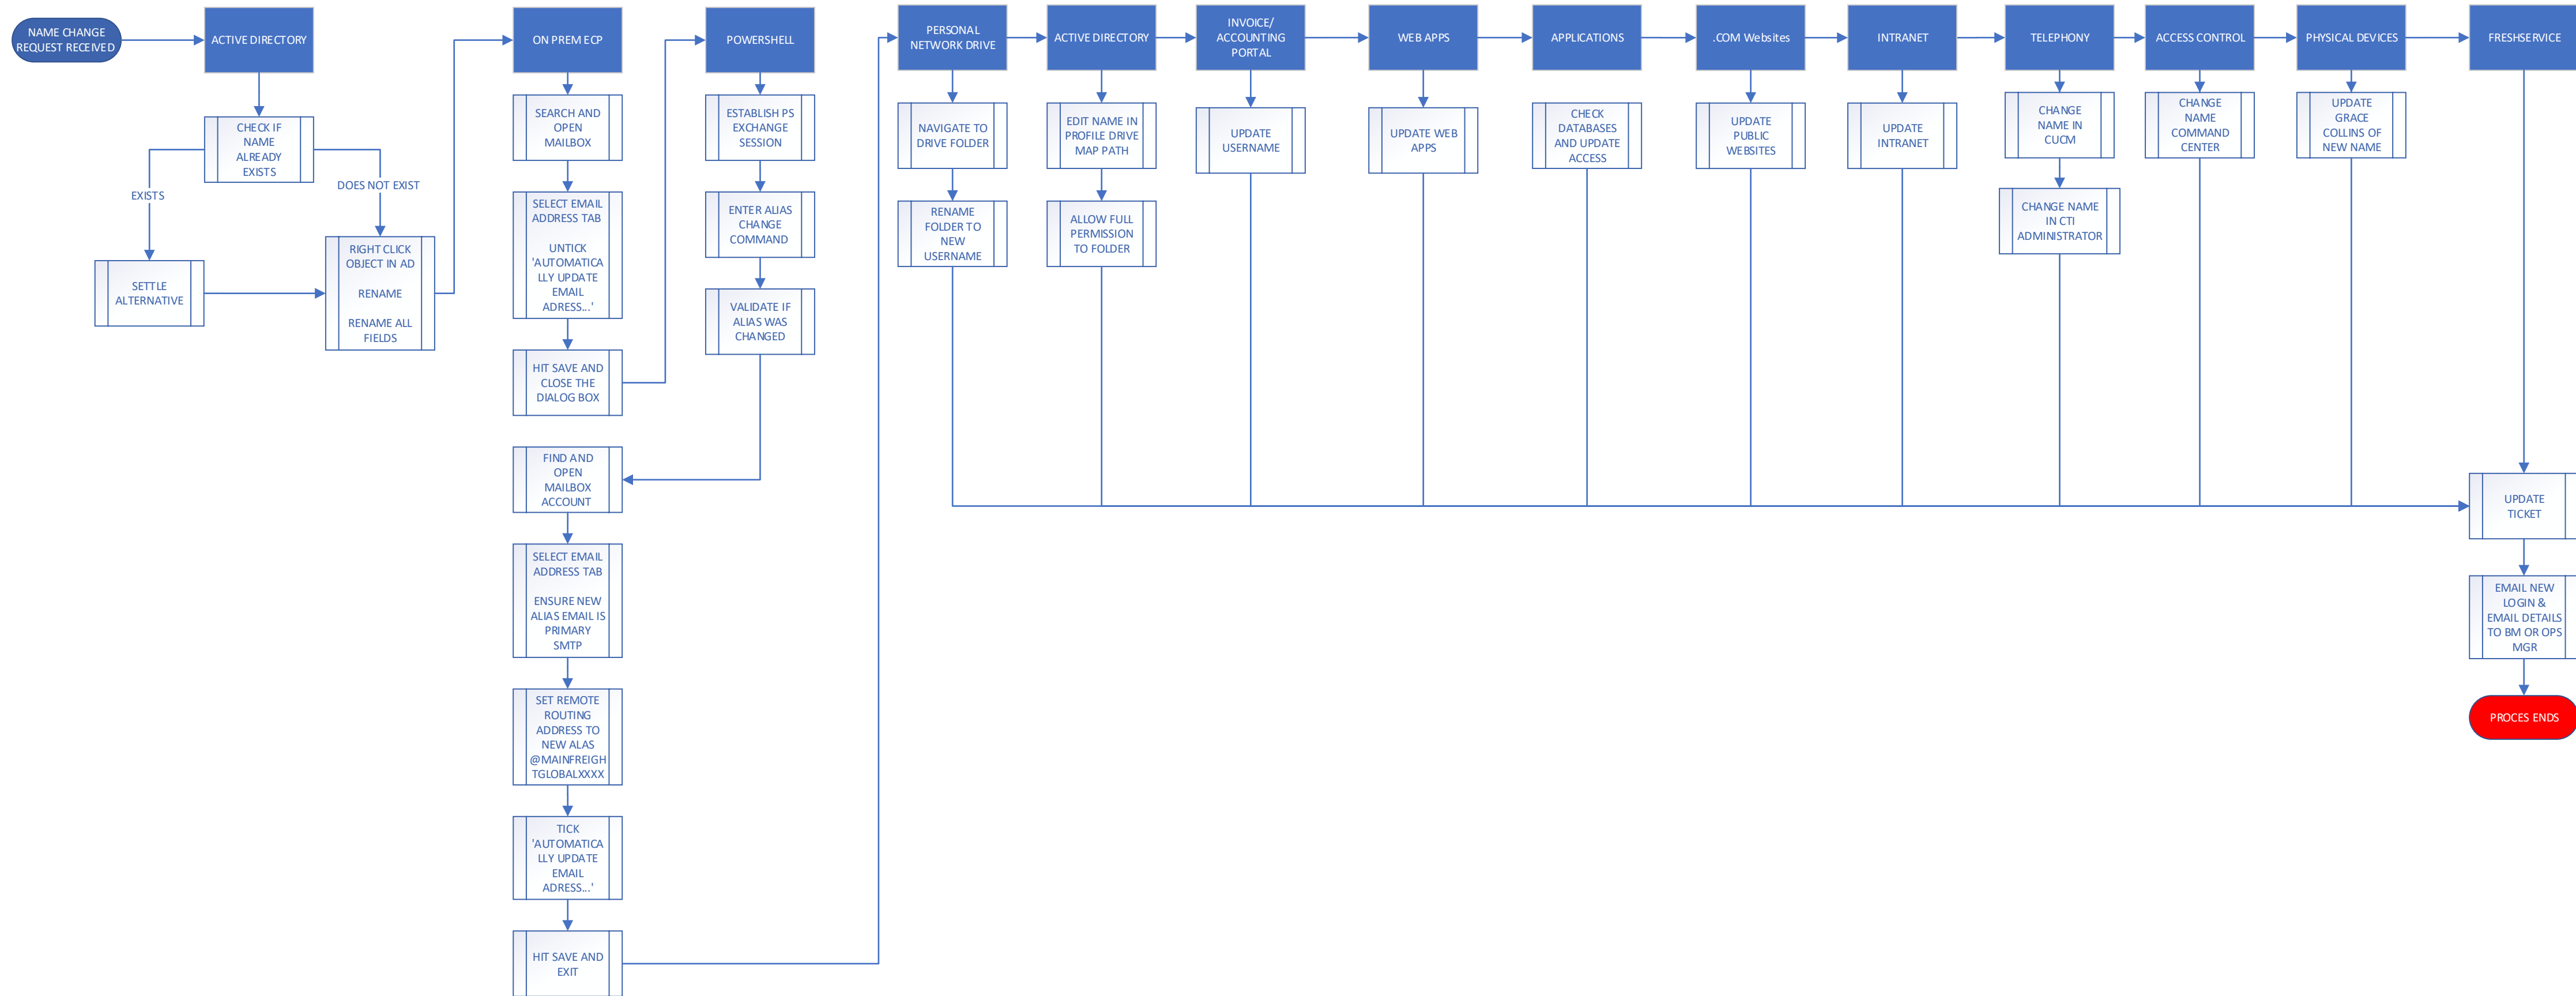 NAME CHANGE
REQUEST RECEIVED
ACTIVE DIRECTORY
CHECK IF
NAME
ALREADY
EXISTS
EXISTS
DOES NOT EXIST
SETTLE
ALTERNATIVE
RIGHT CLICK
OBJECT IN AD
RENAME
RENAME ALL
FIELDS
ON PREM ECP
SEARCH AND
OPEN
MAILBOX
SELECT EMAIL
ADDRESS TAB
UNTICK
'AUTOMATICA
LLY UPDATE
EMAIL
ADRESS...'
HIT SAVE AND
CLOSE THE
DIALOG BOX
POWERSHELL
ESTABLISH PS
EXCHANGE
SESSION
ENTER ALIAS
CHANGE
COMMAND
VALIDATE IF
ALIAS WAS
CHANGED
FIND AND
OPEN
MAILBOX
ACCOUNT
SELECT EMAIL
ADDRESS TAB
ENSURE NEW
ALIAS EMAIL IS
PRIMARY
SMTP
SET REMOTE
ROUTING
ADDRESS TO
NEW ALAS
@MAINFREIGH
TGLOBALXXXX
TICK
'AUTOMATICA
LLY UPDATE
EMAIL
ADRESS...'
HIT SAVE AND
EXIT
PERSONAL
NETWORK DRIVE
NAVIGATE TO
DRIVE FOLDER
RENAME
FOLDER TO
NEW
USERNAME
ACTIVE DIRECTORY
EDIT NAME IN
PROFILE DRIVE
MAP PATH
ALLOW FULL
PERMISSION
TO FOLDER
INVOICE/
ACCOUNTING
PORTAL
UPDATE
USERNAME
WEB APPS
UPDATE WEB
APPS
APPLICATIONS
CHECK
DATABASES
AND UPDATE
ACCESS
.COM Websites
UPDATE
PUBLIC
WEBSITES
INTRANET
UPDATE
INTRANET
TELEPHONY
CHANGE
NAME IN
CUCM
CHANGE NAME
IN CTI
ADMINISTRATOR
ACCESS CONTROL
CHANGE
NAME
COMMAND
CENTER
PHYSICAL DEVICES
UPDATE
GRACE
COLLINS OF
NEW NAME
FRESHSERVICE
UPDATE
TICKET
EMAIL NEW
LOGIN &
EMAIL DETAILS
TO BM OR OPS
MGR
PROCES ENDS